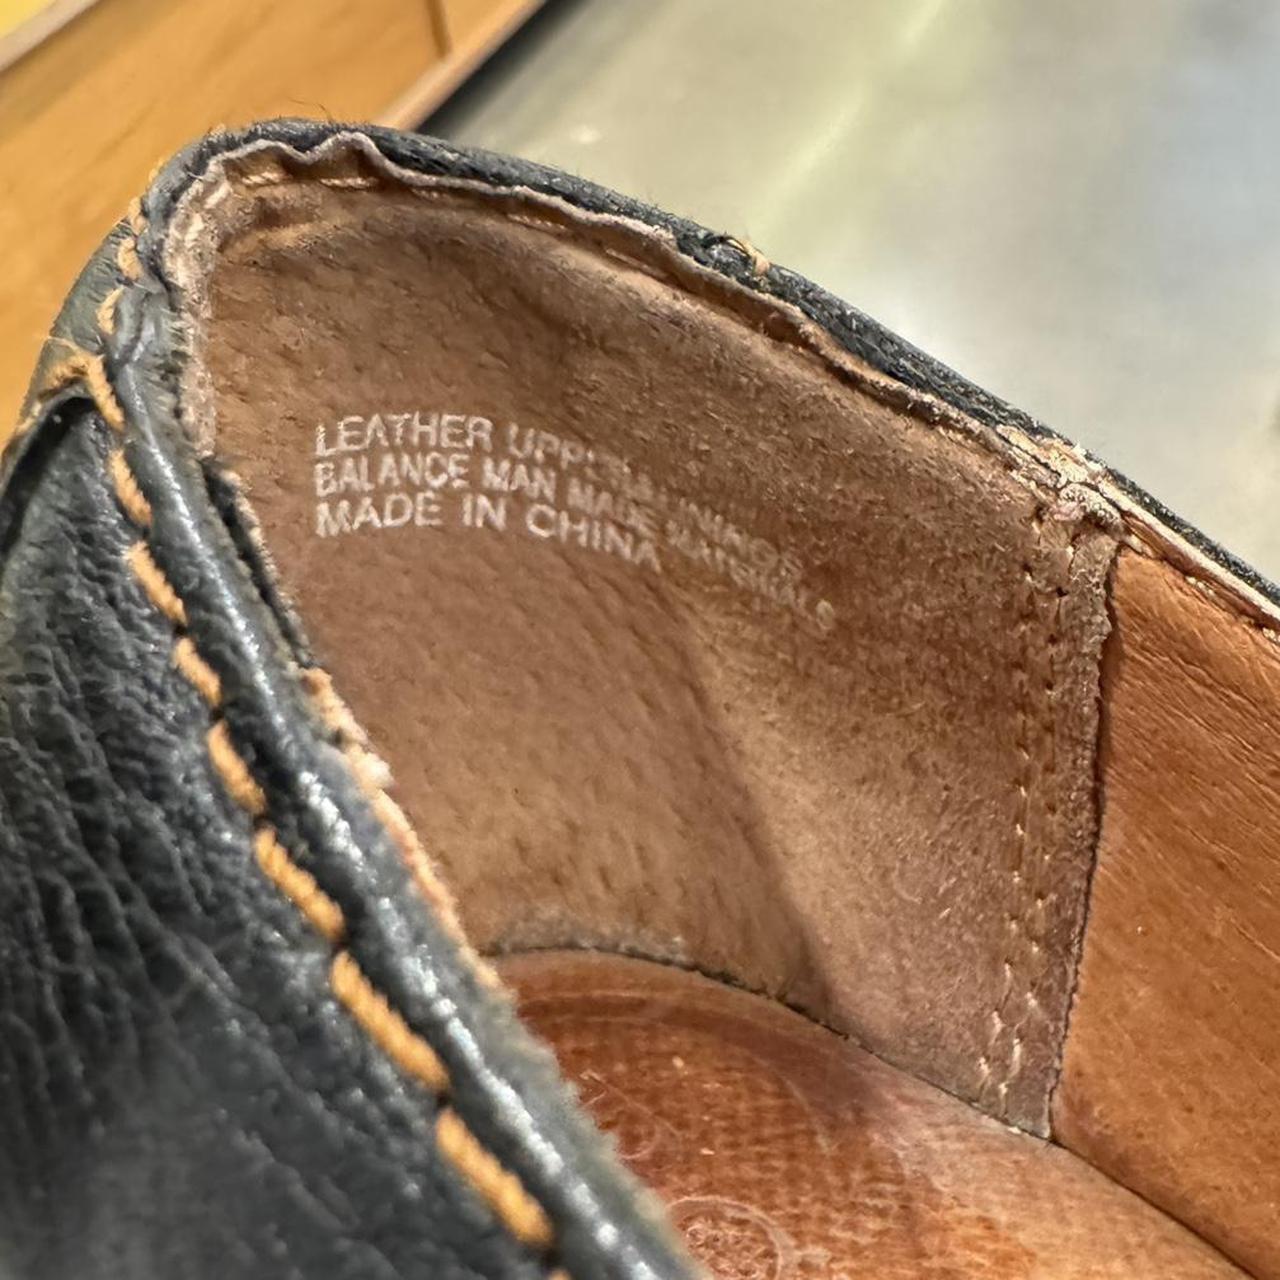 LEATHER UPPER & LININGS
BALANCE MAN MADE MATERIALS
MADE IN CHINA